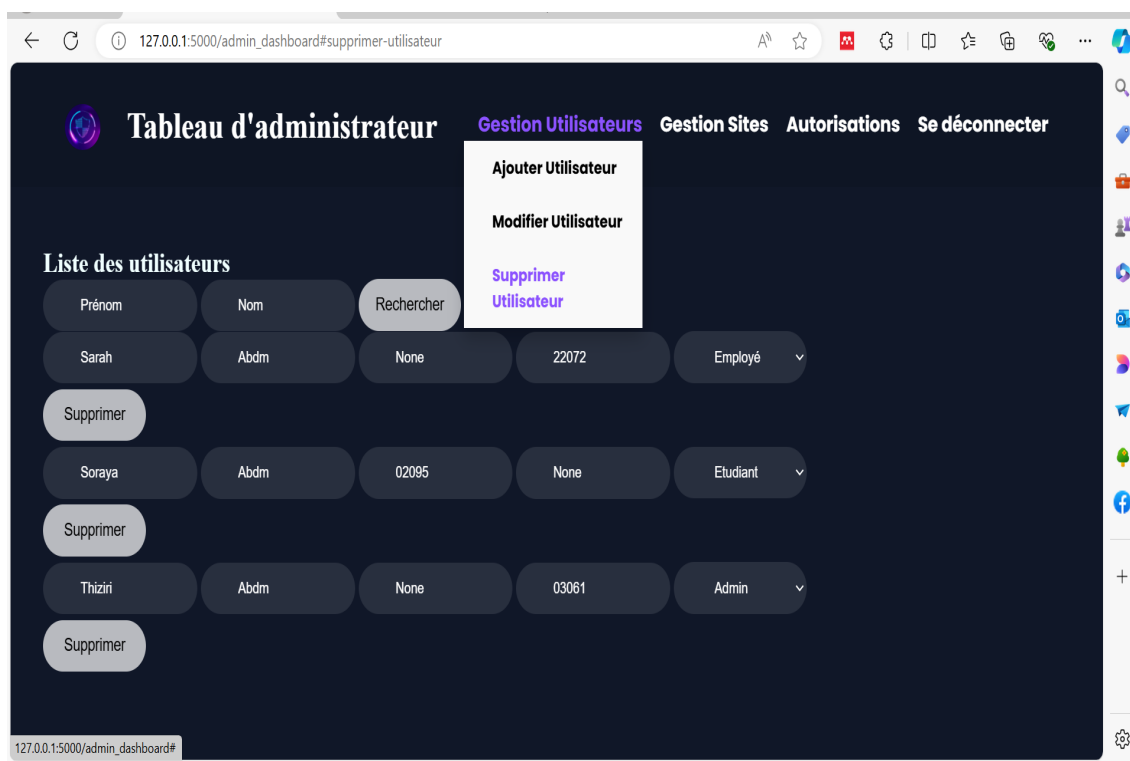 127.0.0.1:5000/admin_dashboard#supprimer-utilisateur
Tableau d'administrateur
Gestion Utilisateurs Gestion Sites Autorisations Se déconnecter
Ajouter Utilisateur
Modifier Utilisateur
Supprimer
Utilisateur
Liste des utilisateurs
Prénom Nom Rechercher
Sarah Abdm None 22072 Employé
Supprimer
Soraya Abdm 02095 None Etudiant
Supprimer
Thiziri Abdm None 03061 Admin
Supprimer
127.0.0.1:5000/admin_dashboard#